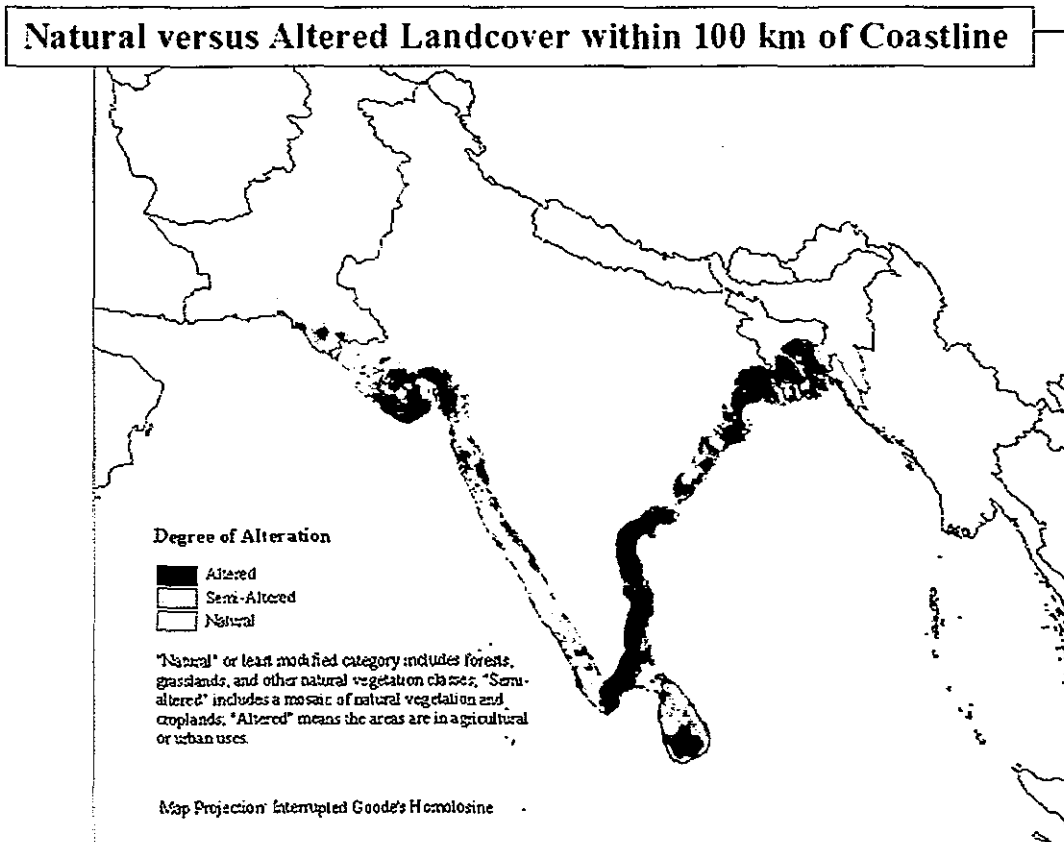 Natural versus Altered Landcover within 100 km of Coastline
Degree of Alteration
Altered
Semi-Altered
Natural
"Natural" or least modified category includes forests,
grasslands, and other natural vegetation classes; "Semi-
altered" includes a mosaic of natural vegetation and
croplands; "Altered" means the areas are in agricultural
or urban uses.
Map Projection: Interrupted Goode's Homolosine